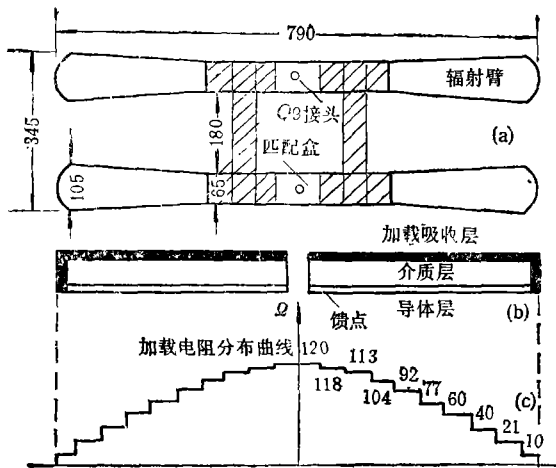 790
辐射臂
345
Q9接头
(a)
180
匹配盒
105
65
加载吸收层
介质层
Ω
馈点
导体层
(b)
加载电阻分布曲线
120
113
118
104
92
77
(c)
60
40
21
10